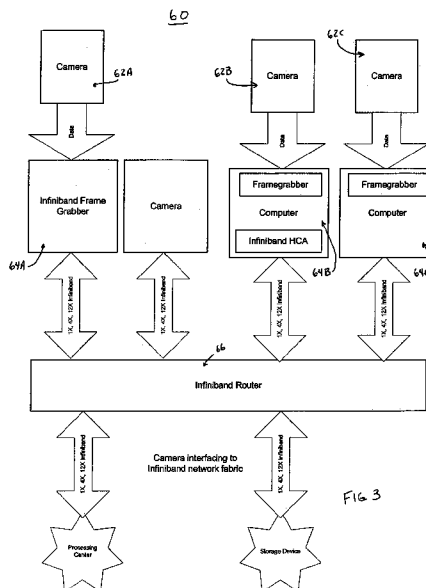 60
Camera
62A
Data
Infiniband Frame
Grabber
64A
Camera
62B
Camera
62C
Camera
Data
Data
Framegrabber
Computer
Infiniband HCA
64B
Framegrabber
Computer
1X, 4X, 12X Infiniband
1X, 4X, 12X Infiniband
1X, 4X, 12X Infiniband
1X, 4X, 12X Infiniband
66
Infiniband Router
1X, 4X, 12X Infiniband
Camera interfacing to
Infiniband network fabric
1X, 4X, 12X Infiniband
FIG 3
Processing
Center
Storage Device